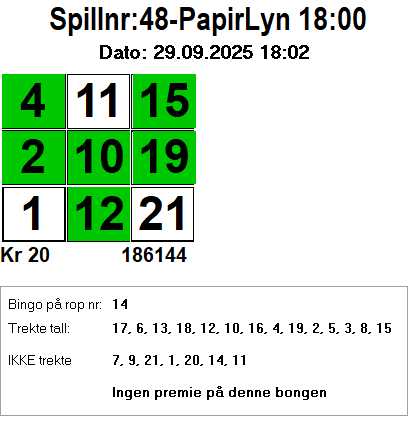 Spillnr:48-PapirLyn 18:00
Dato: 29.09.2025 18:02
4 11 15
2 10 19
1 12 21
Kr 20 186144
Bingo på rop nr: 14
Trekte tall: 17, 6, 13, 18, 12, 10, 16, 4, 19, 2, 5, 3, 8, 15
IKKE trekte 7, 9, 21, 1, 20, 14, 11
Ingen premie på denne bongen